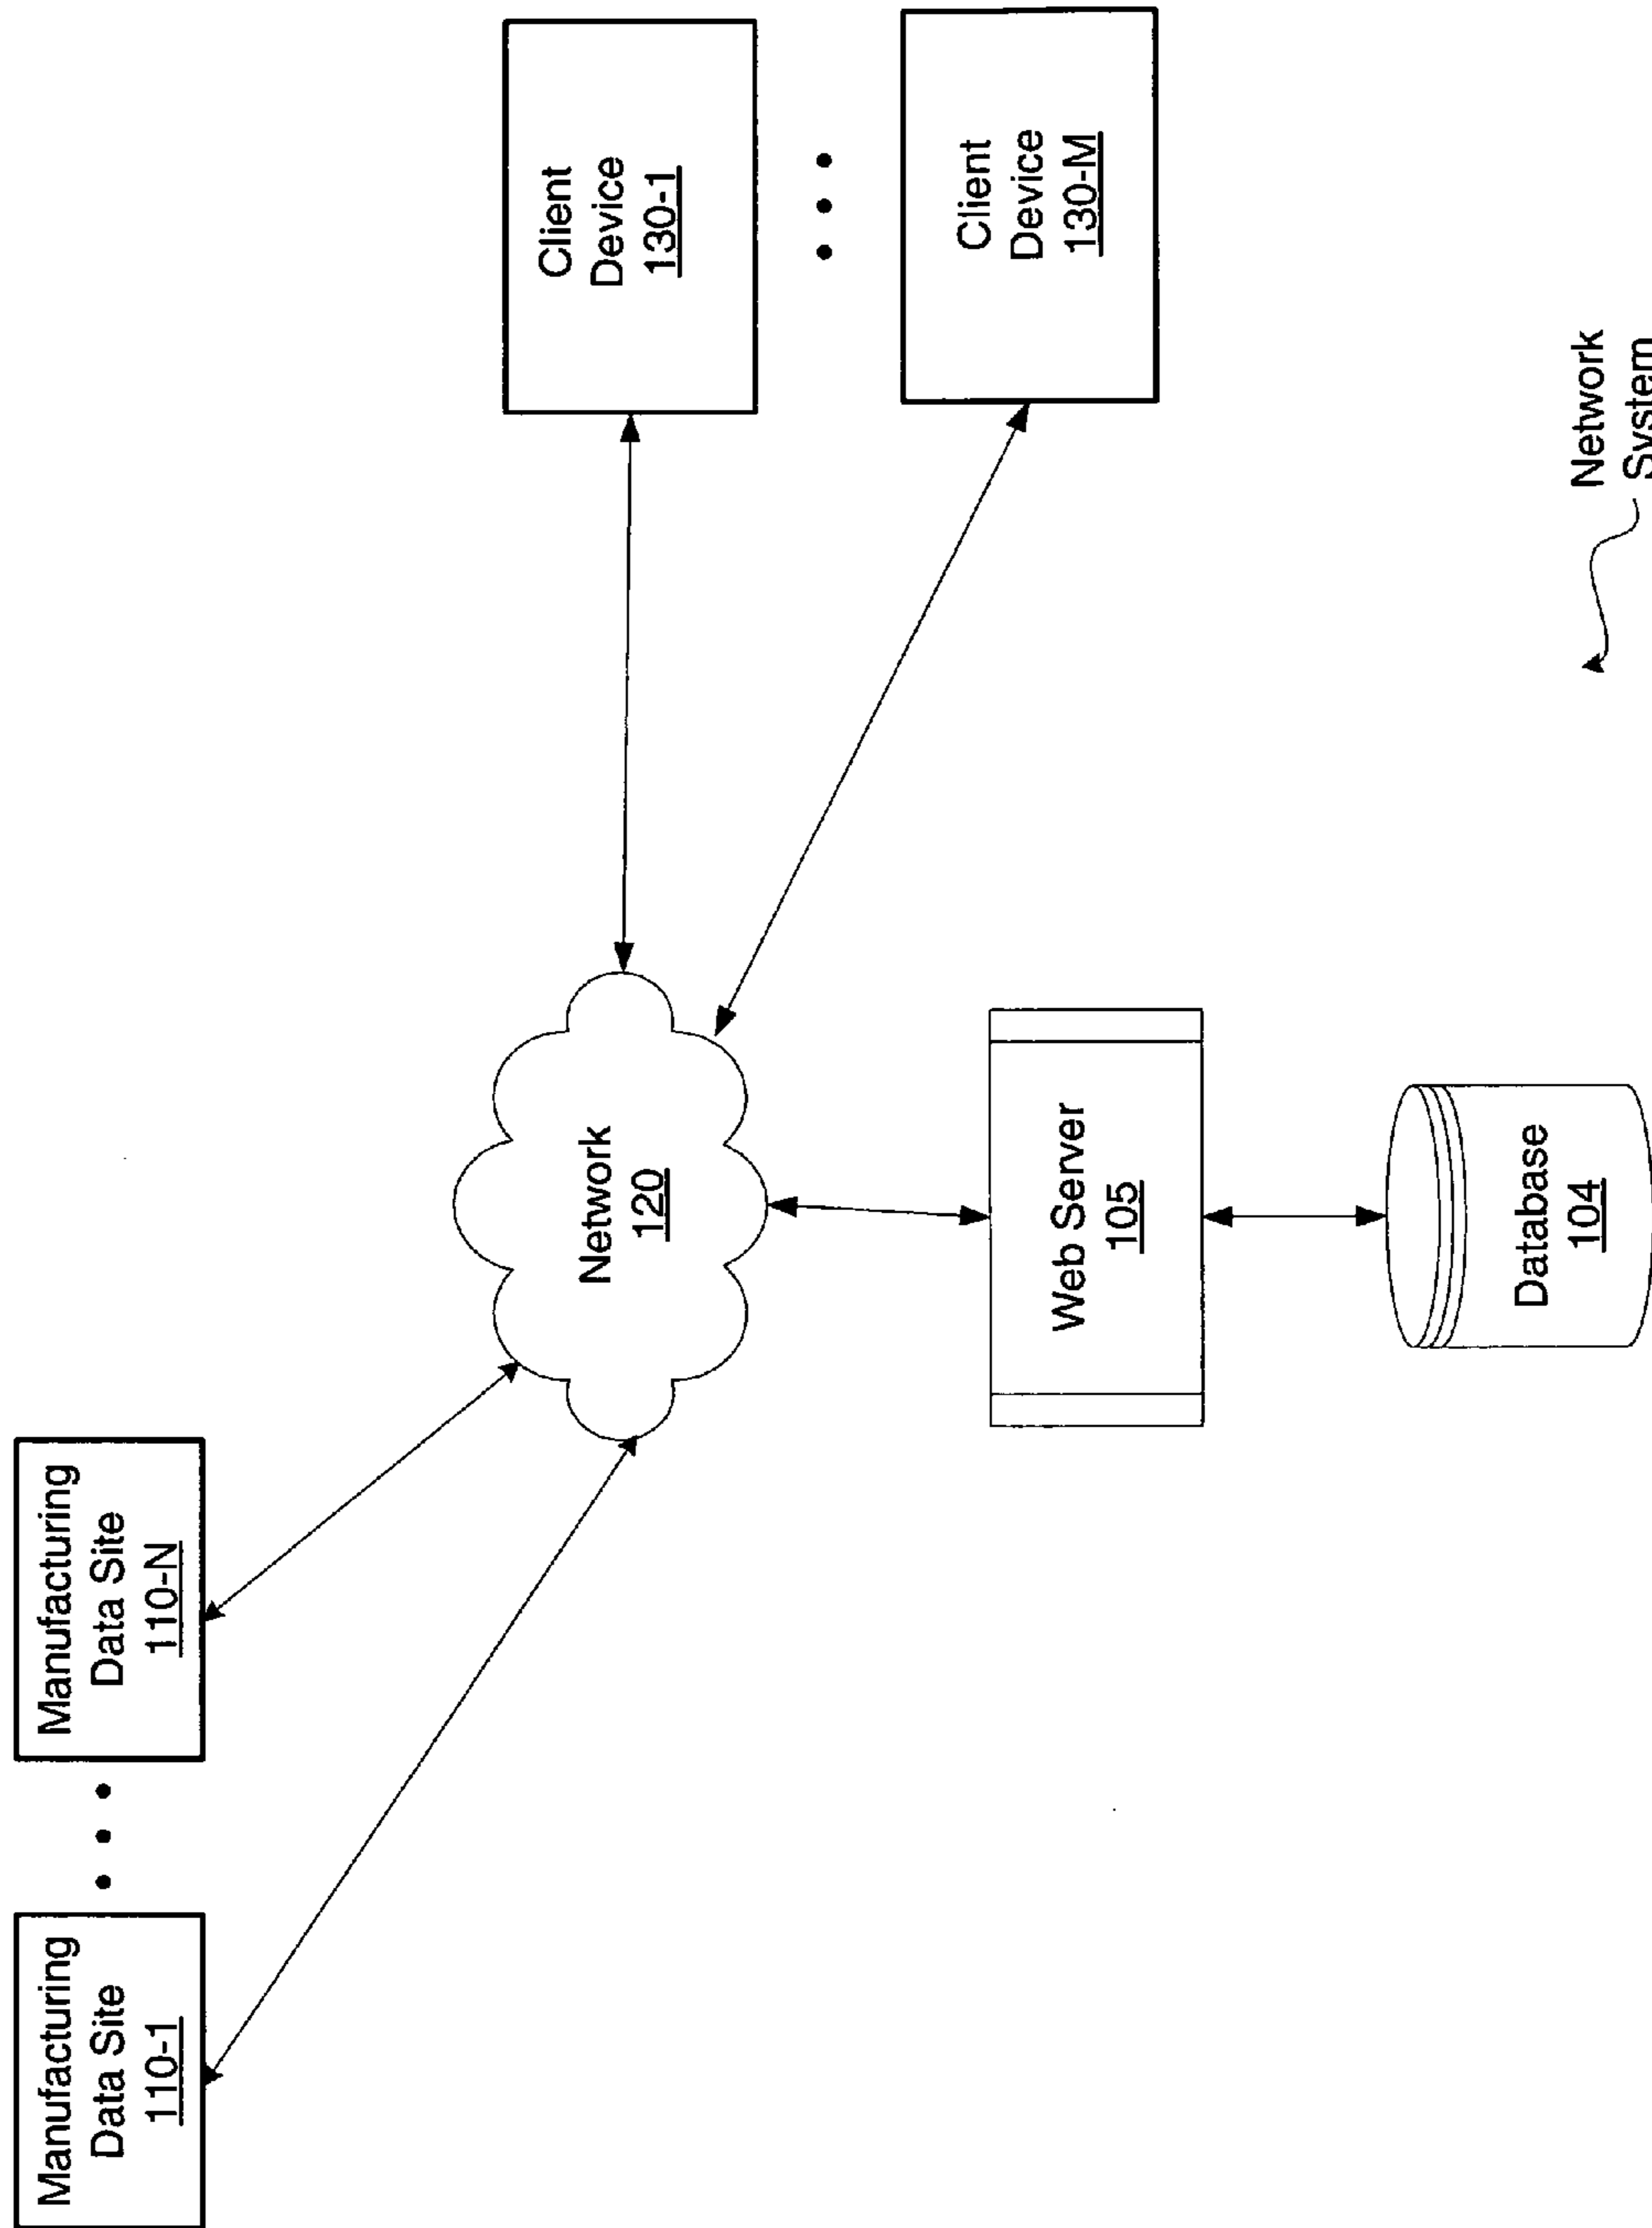 Manufacturing
Data Site
110-1
Manufacturing
Data Site
110-N
Network
120
Client
Device
130-1
Client
Device
130-M
Web Server
105
Database
104
Network
System